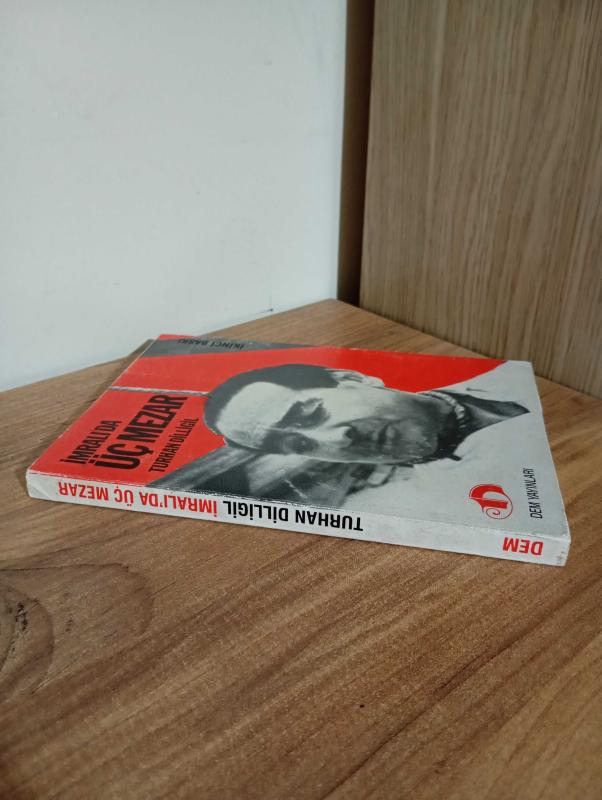 İKİNCİ BASKI
İMRALI'DA
ÜÇ MEZAR
TURHAN DİLLİGİL
DEM YAYINLARI
TURHAN DİLLİGİL İMRALI'DA ÜÇ MEZAR
DEM